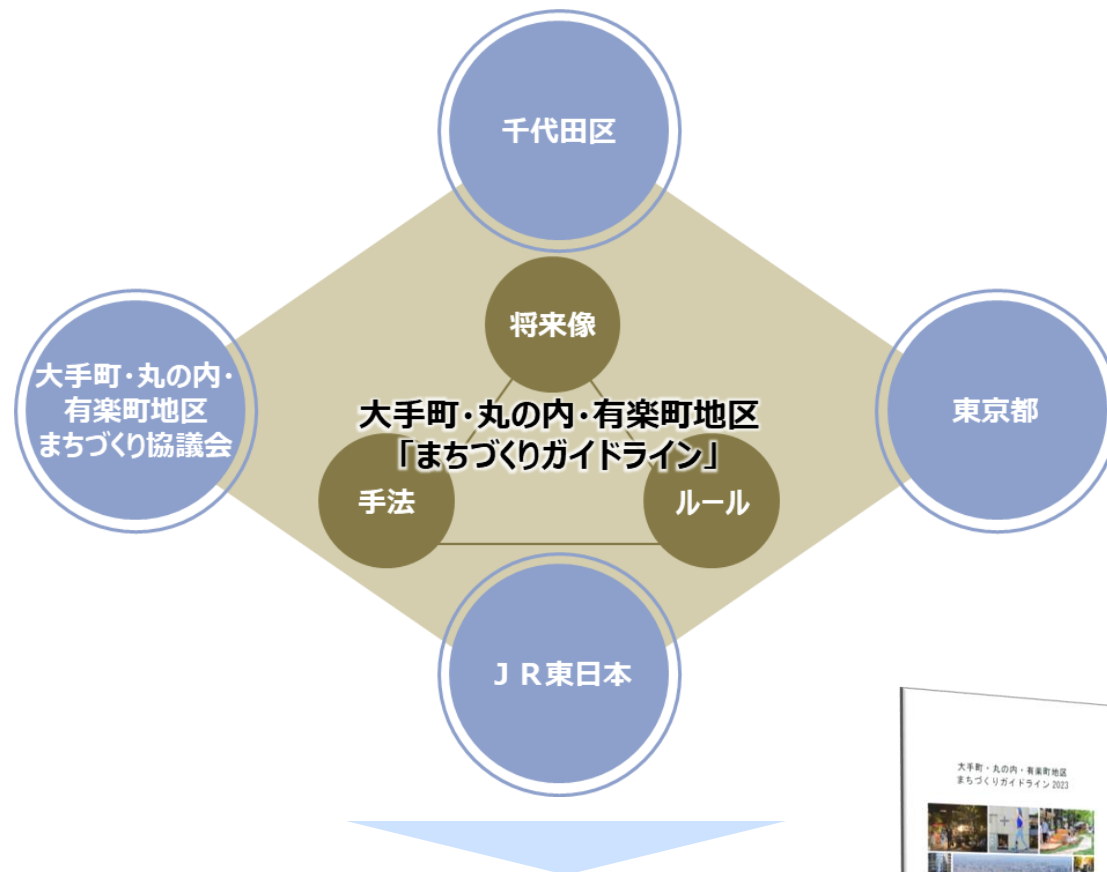 千代田区
将来像
大手町・丸の内・
有楽町地区
まちづくり協議会
大手町・丸の内・有楽町地区
「まちづくりガイドライン」
東京都
手法
ルール
ＪＲ東日本
大手町・丸の内・有楽町地区
まちづくりガイドライン 2023